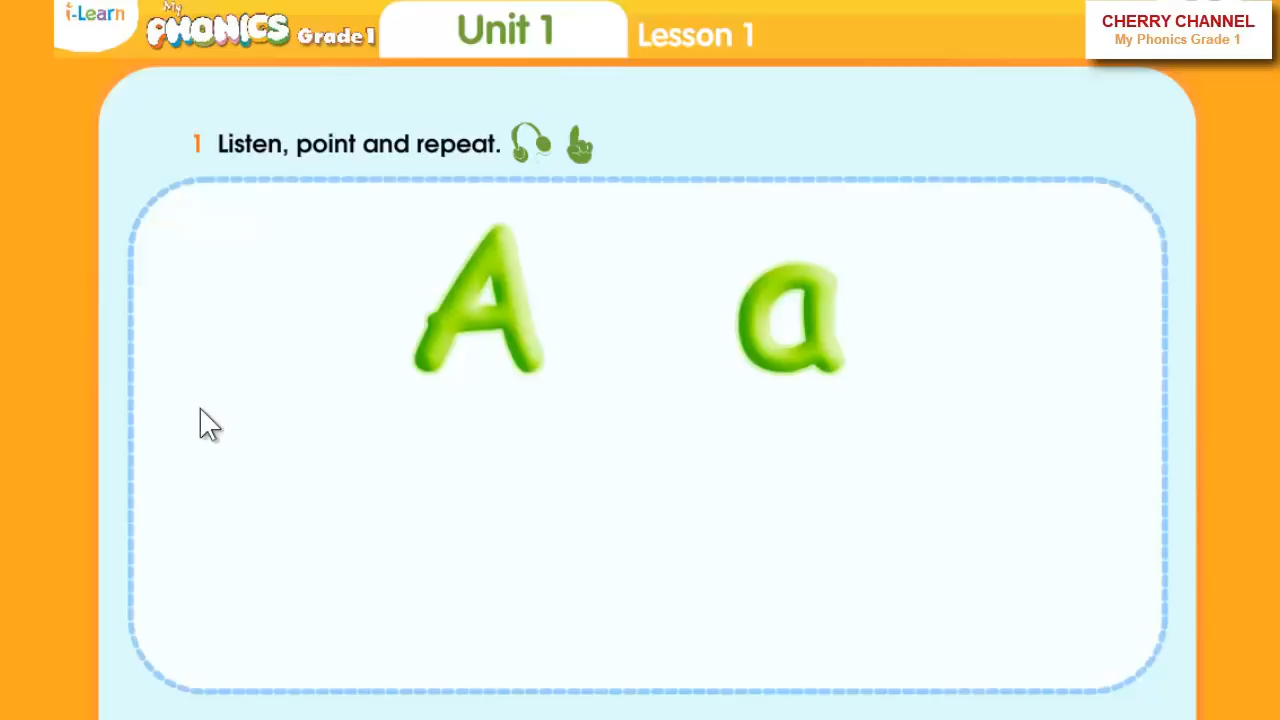 i-Learn
My
PHONICS Grade 1
Unit 1
Lesson 1
CHERRY CHANNEL
My Phonics Grade 1
1 Listen, point and repeat.
A a